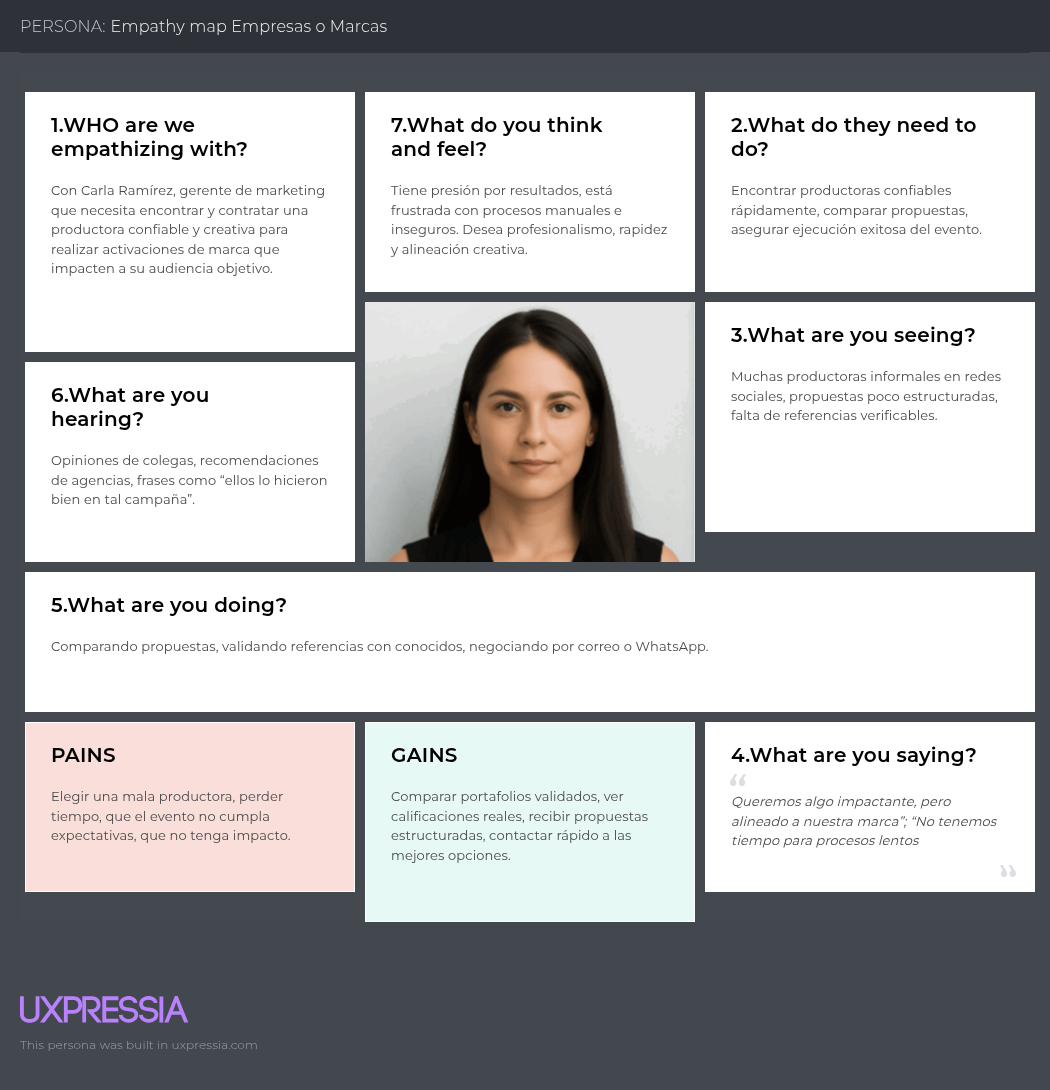 PERSONA: Empathy map Empresas o Marcas
1.WHO are we
empathizing with?
Con Carla Ramírez, gerente de marketing
que necesita encontrar y contratar una
productora confiable y creativa para
realizar activaciones de marca que
impacten a su audiencia objetivo.
7.What do you think
and feel?
Tiene presión por resultados, está
frustrada con procesos manuales e
inseguros. Desea profesionalismo, rapidez
y alineación creativa.
2.What do they need to
do?
Encontrar productoras confiables
rápidamente, comparar propuestas,
asegurar ejecución exitosa del evento.
3.What are you seeing?
Muchas productoras informales en redes
sociales, propuestas poco estructuradas,
falta de referencias verificables.
6.What are you
hearing?
Opiniones de colegas, recomendaciones
de agencias, frases como “ellos lo hicieron
bien en tal campaña”.
5.What are you doing?
Comparando propuestas, validando referencias con conocidos, negociando por correo o WhatsApp.
PAINS
Elegir una mala productora, perder
tiempo, que el evento no cumpla
expectativas, que no tenga impacto.
GAINS
Comparar portafolios validados, ver
calificaciones reales, recibir propuestas
estructuradas, contactar rápido a las
mejores opciones.
4.What are you saying?
“
Queremos algo impactante, pero
alineado a nuestra marca”; “No tenemos
tiempo para procesos lentos
”
UXPRESSIA
This persona was built in uxpressia.com